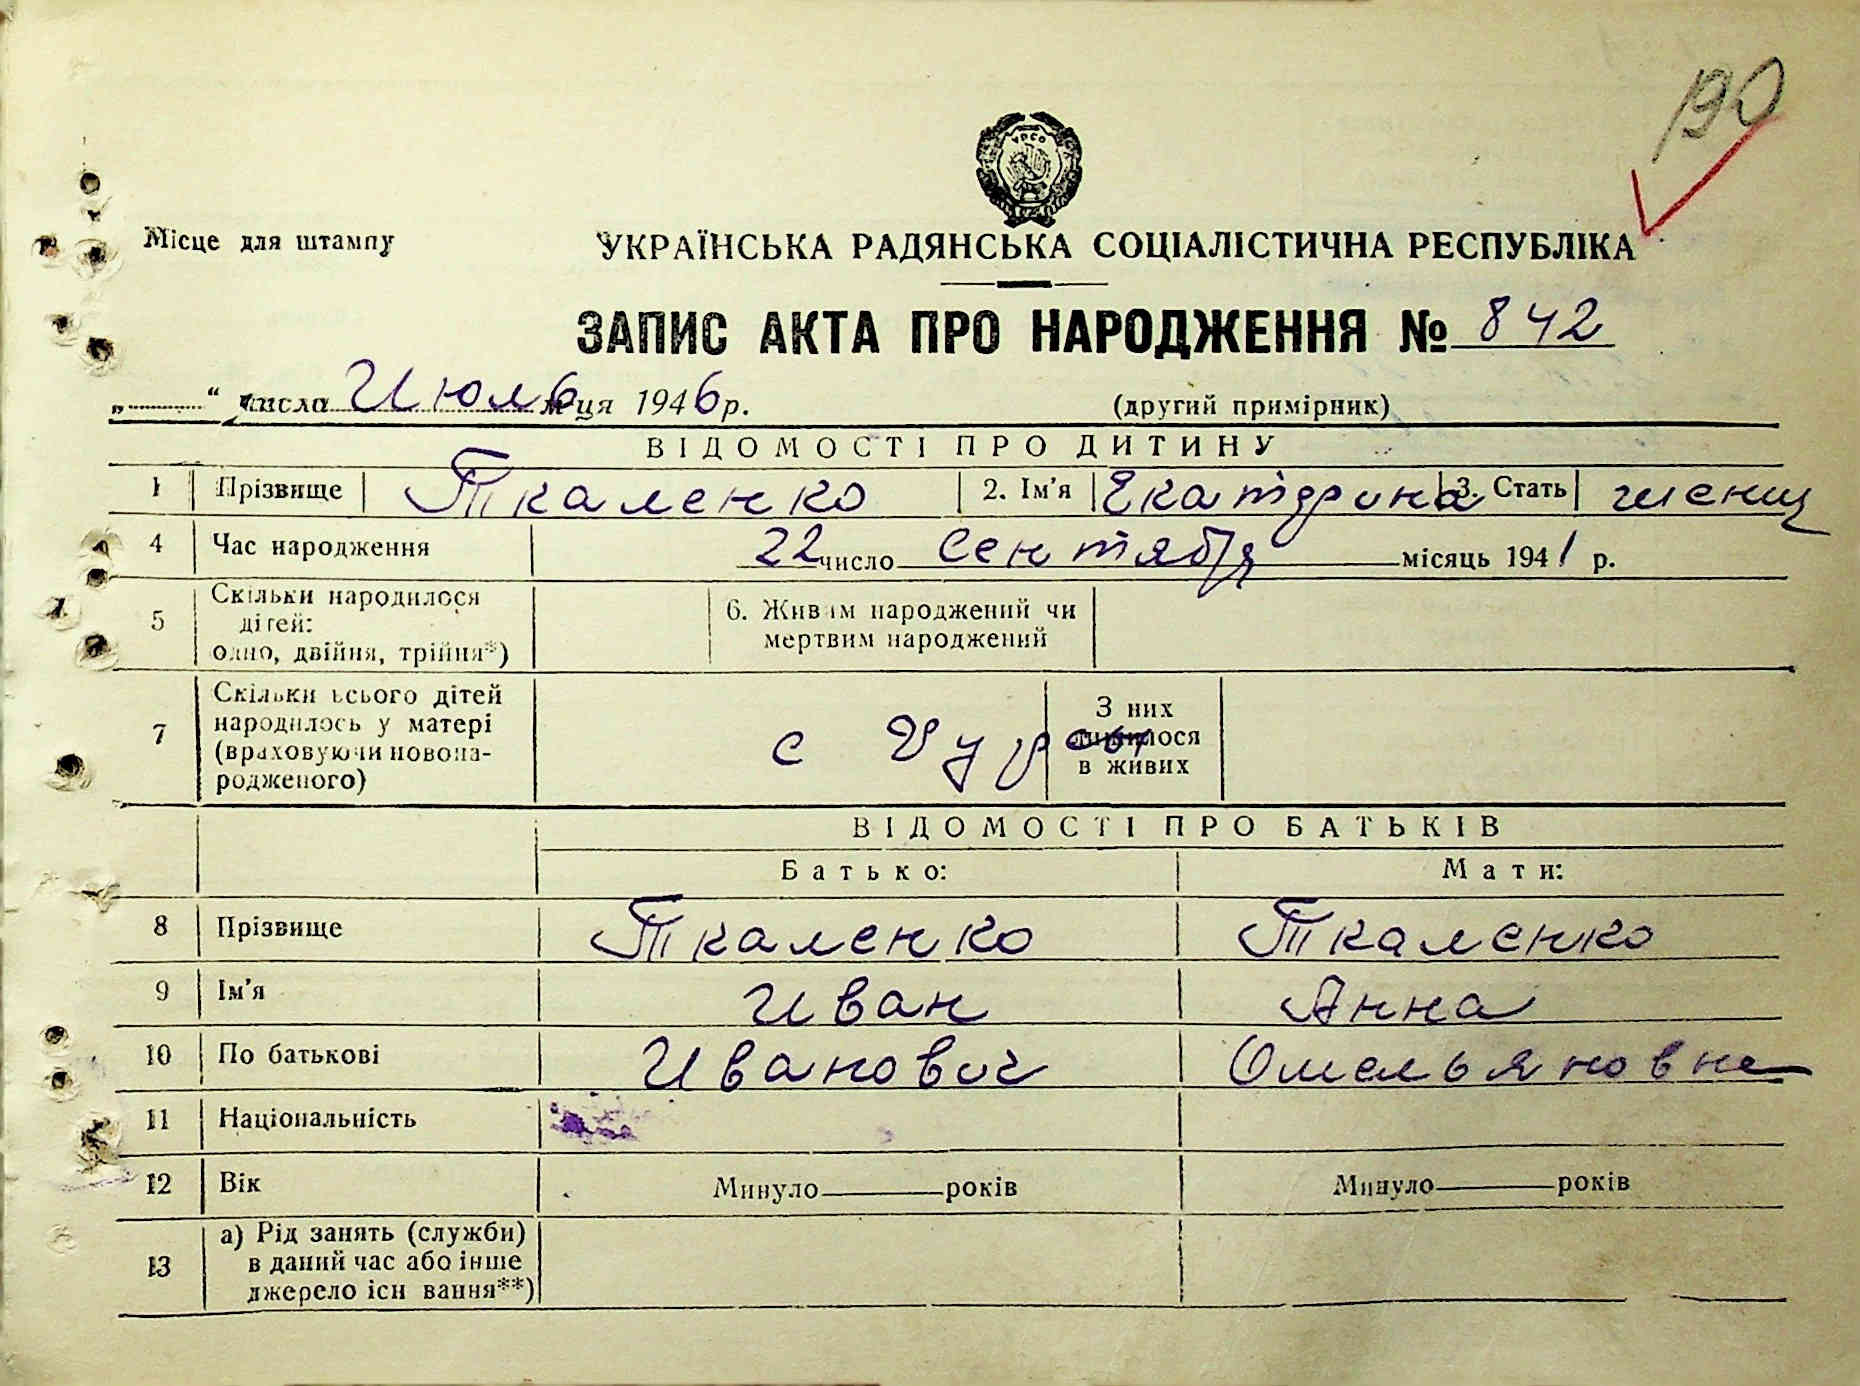 190
УРСР
Місце для штампу
УКРАЇНСЬКА РАДЯНСЬКА СОЦІАЛІСТИЧНА РЕСПУБЛІКА
ЗАПИС АКТА ПРО НАРОДЖЕННЯ № 842
„ “ числа Июль м-ця 1946 р. (другий примірник)
ВІДОМОСТІ ПРО ДИТИНУ
1 Прізвище Ткаленко 2. Ім'я Екатерина 3. Стать женщ
4 Час народження 22 число Сентября місяць 1941 р.
5 Скільки народилося дітей: одно, двійня, трійня*) 6. Живим народжений чи мертвим народжений
7 Скільки всього дітей народилось у матері (враховуючи новонародженого) с З них лишилося в живих
ВІДОМОСТІ ПРО БАТЬКІВ
Батько: Мати:
8 Прізвище Ткаленко Ткаленко
9 Ім'я Иван Анна
10 По батькові Иванович Омельяновна
11 Національність
12 Вік Минуло років Минуло років
13 а) Рід занять (служби) в даний час або інше джерело існ вання**)